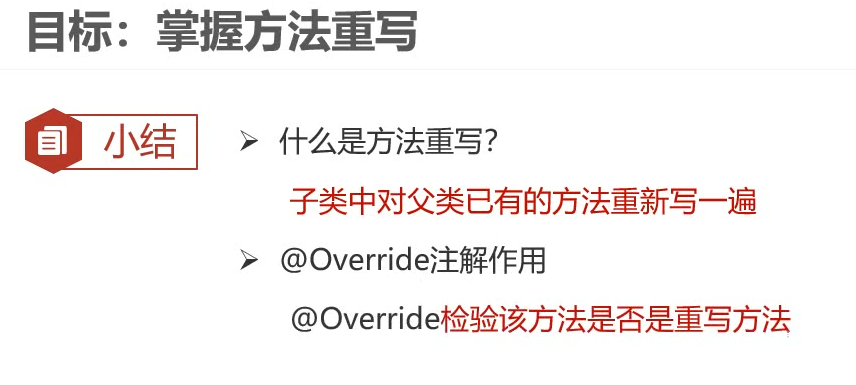 目标：掌握方法重写
小结
什么是方法重写？
子类中对父类已有的方法重新写一遍
@Override注解作用
@Override检验该方法是否是重写方法